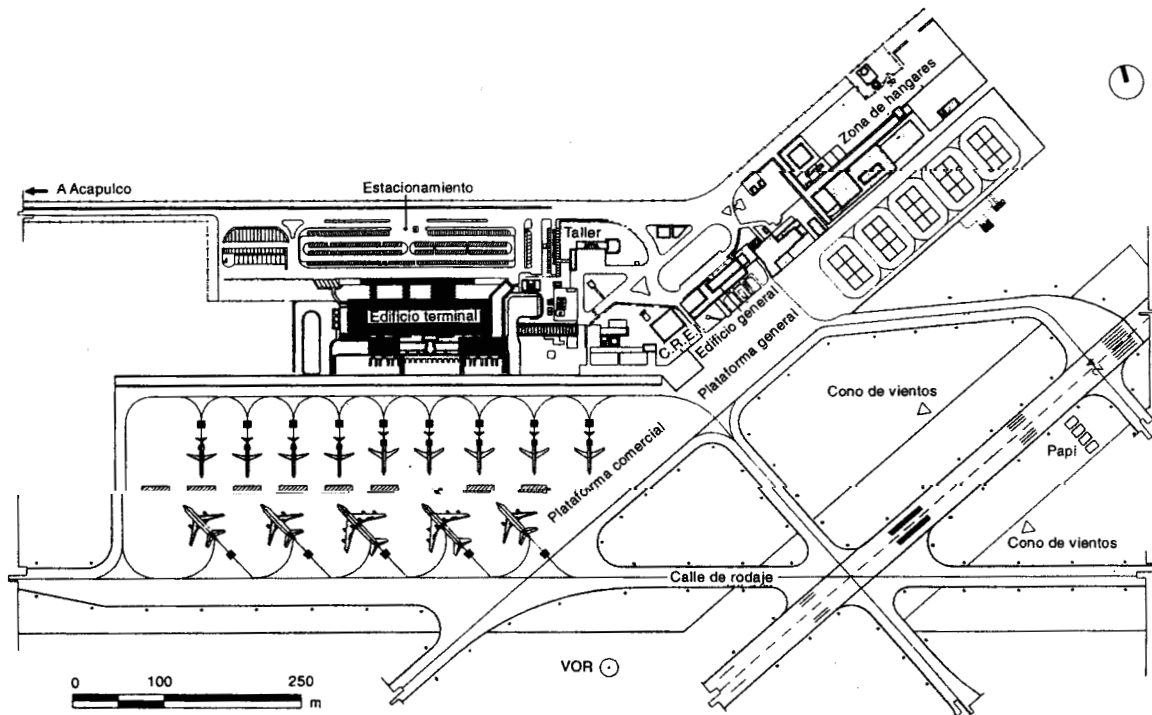 A Acapulco
Estacionamiento
Zona de hangares
Taller
Edificio terminal
C.R.E.I.
Edificio general
Plataforma general
Cono de vientos
Papi
Plataforma comercial
Cono de vientos
Calle de rodaje
VOR
0 100 250
m